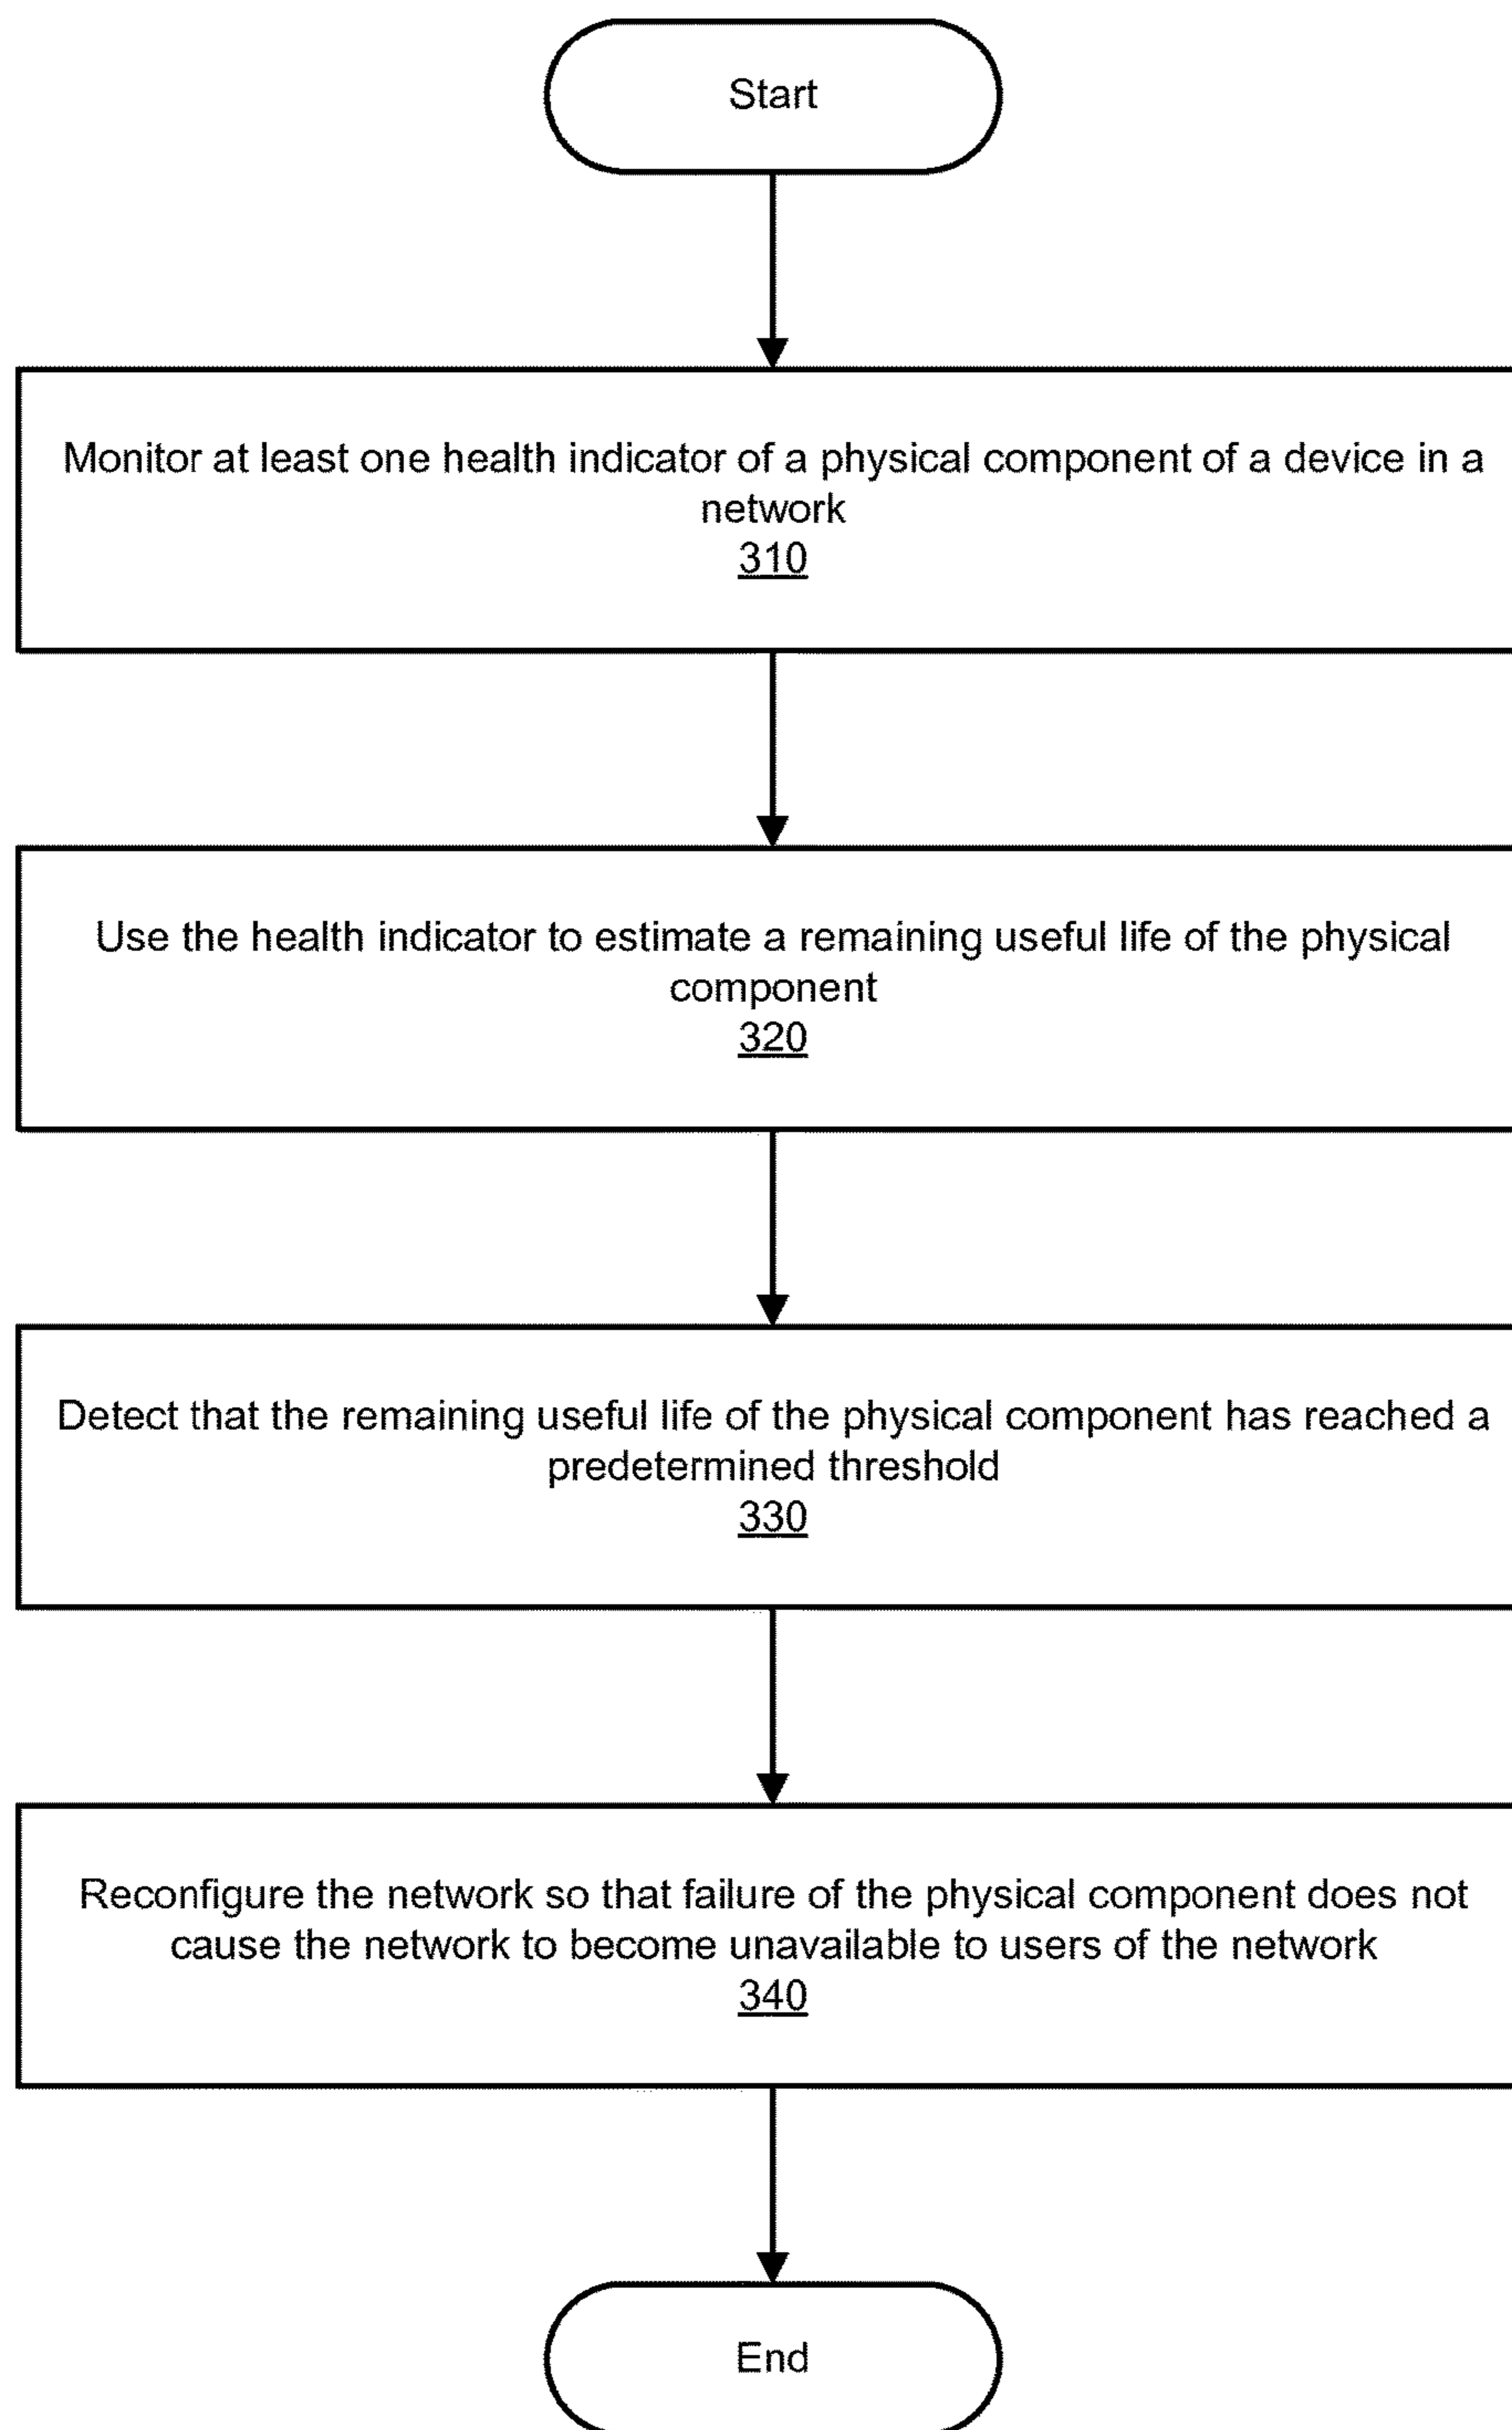 Start
Monitor at least one health indicator of a physical component of a device in a
network
310
Use the health indicator to estimate a remaining useful life of the physical
component
320
Detect that the remaining useful life of the physical component has reached a
predetermined threshold
330
Reconfigure the network so that failure of the physical component does not
cause the network to become unavailable to users of the network
340
End